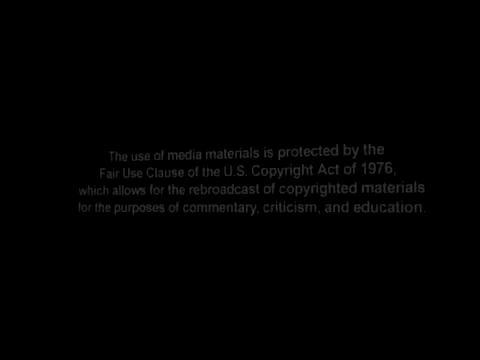 The use of media materials is protected by the
Fair Use Clause of the U.S. Copyright Act of 1976,
which allows for the rebroadcast of copyrighted materials
for the purposes of commentary, criticism, and education.